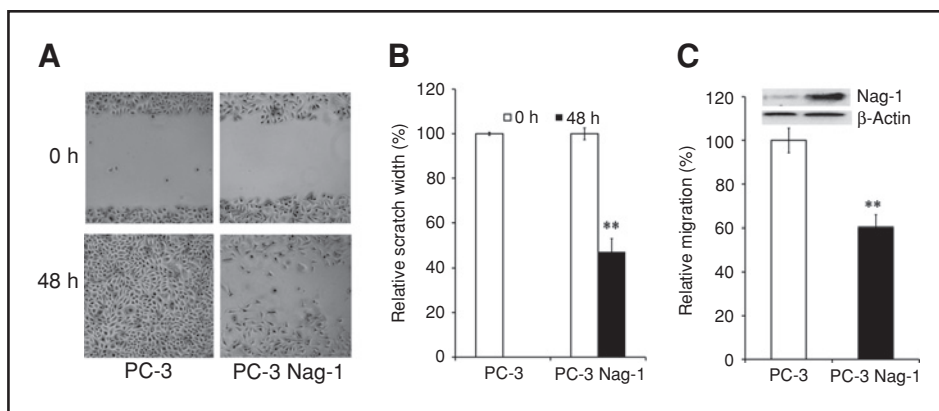 A
0 h
48 h
PC-3 PC-3 Nag-1
B
Relative scratch width (%)
120
100
80
60
40
20
0
0 h 48 h
**
PC-3 PC-3 Nag-1
C
Nag-1
β-Actin
Relative migration (%)
120
100
80
60
40
20
0
**
PC-3 PC-3 Nag-1